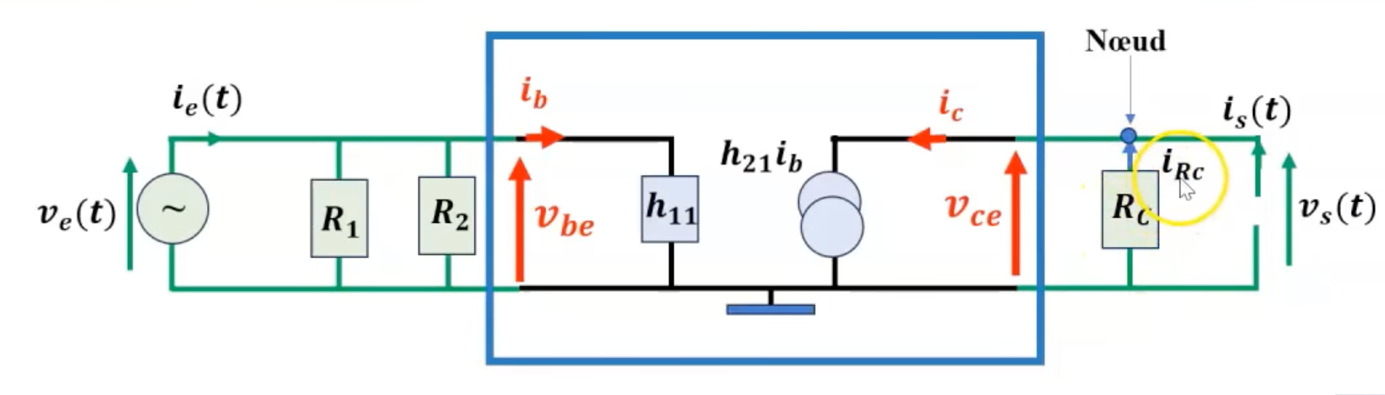 Nœud
i_e(t)
i_b
i_c
i_s(t)
h_21 i_b
i_Rc
v_e(t)
~
R_1
R_2
v_be
h_11
v_ce
R_C
v_s(t)